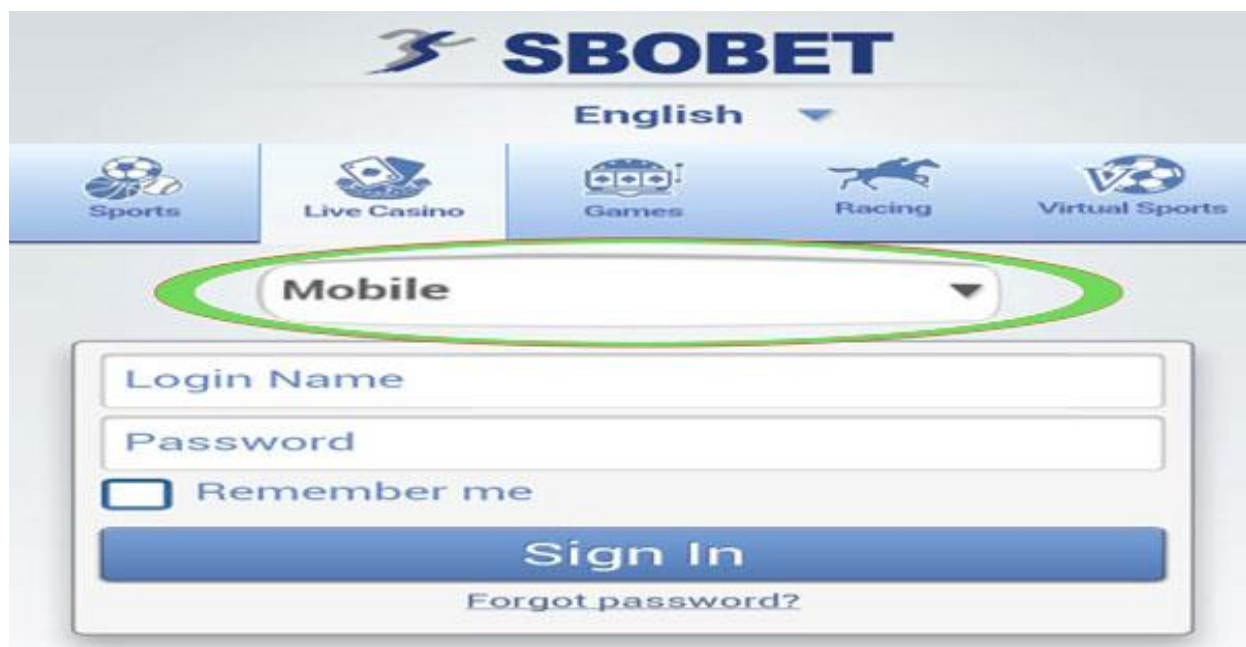 SBOBET
English
Sports Live Casino Games Racing Virtual Sports
Mobile
Login Name
Password
Remember me
Sign In
Forgot password?